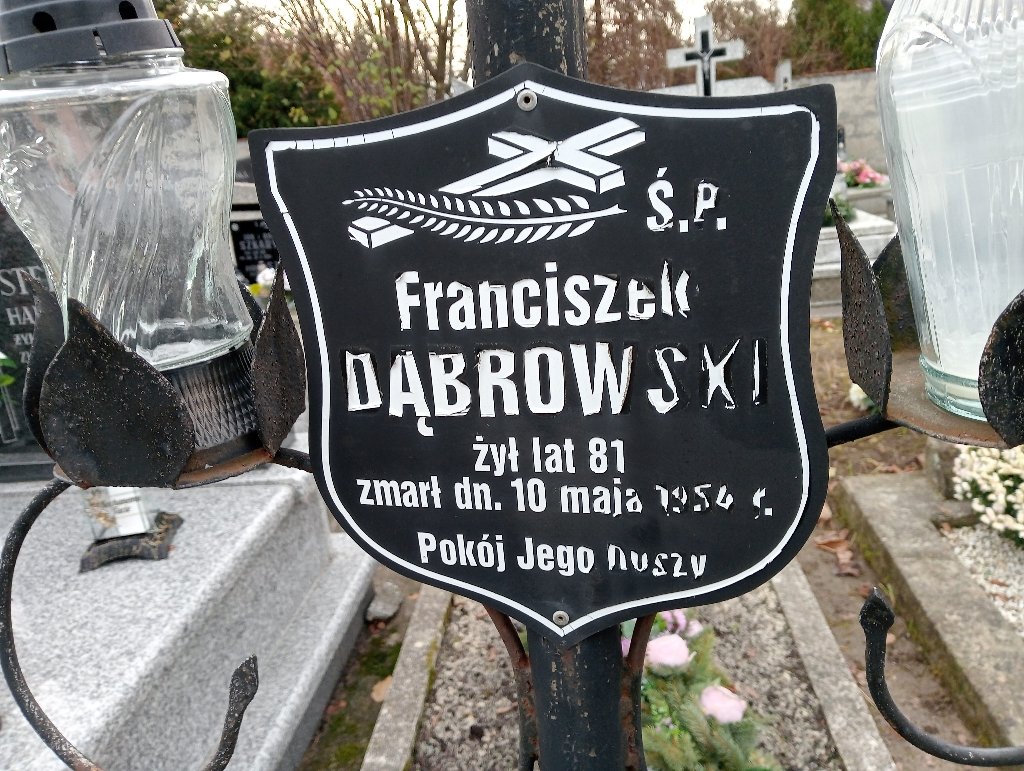 Ś.P.
Franciszek
DĄBROWSKI
żył lat 81
zmarł dn. 10 maja 1954 r.
Pokój Jego Duszy